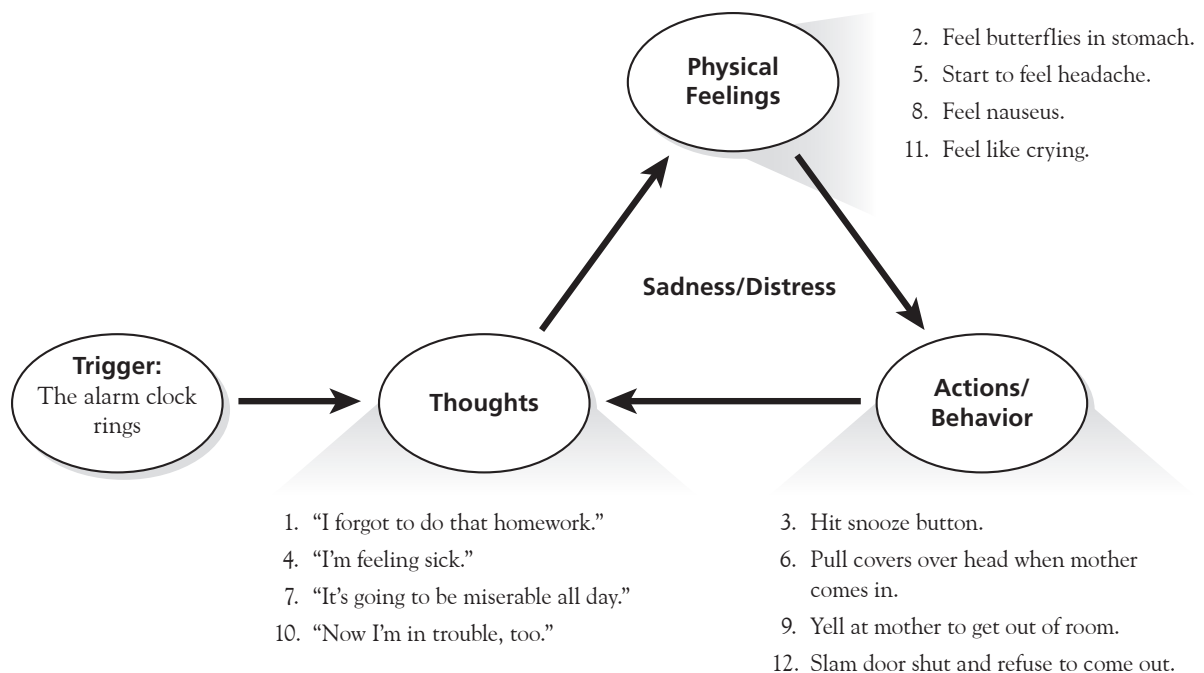 Physical
Feelings
2. Feel butterflies in stomach.
5. Start to feel headache.
8. Feel nauseus.
11. Feel like crying.
Sadness/Distress
Trigger:
The alarm clock
rings
Thoughts
Actions/
Behavior
1. “I forgot to do that homework.”
4. “I’m feeling sick.”
7. “It’s going to be miserable all day.”
10. “Now I’m in trouble, too.”
3. Hit snooze button.
6. Pull covers over head when mother
comes in.
9. Yell at mother to get out of room.
12. Slam door shut and refuse to come out.